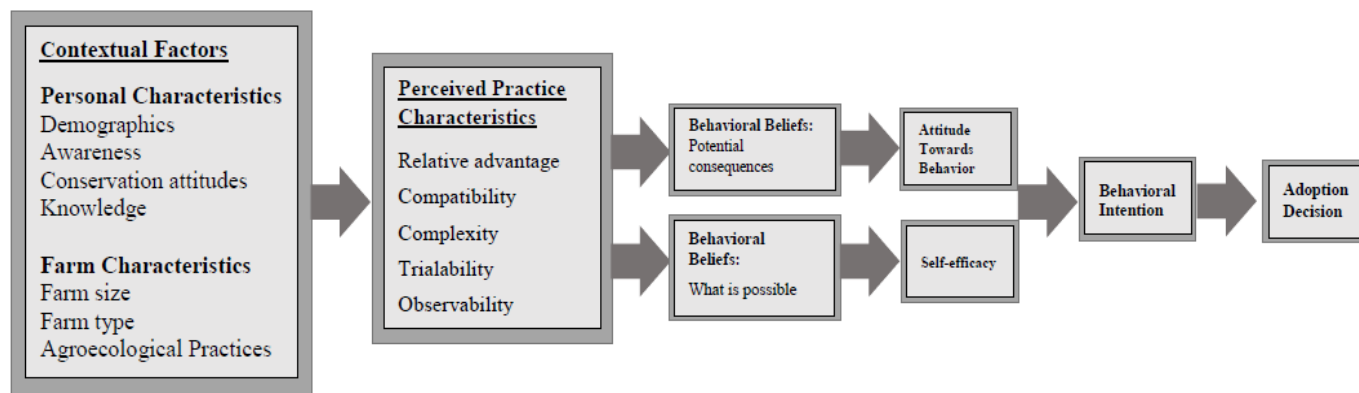 Contextual Factors
Personal Characteristics
Demographics
Awareness
Conservation attitudes
Knowledge
Farm Characteristics
Farm size
Farm type
Agroecological Practices
Perceived Practice
Characteristics
Relative advantage
Compatibility
Complexity
Trialability
Observability
Behavioral Beliefs:
Potential
consequences
Behavioral
Beliefs:
What is possible
Attitude
Towards
Behavior
Self-efficacy
Behavioral
Intention
Adoption
Decision